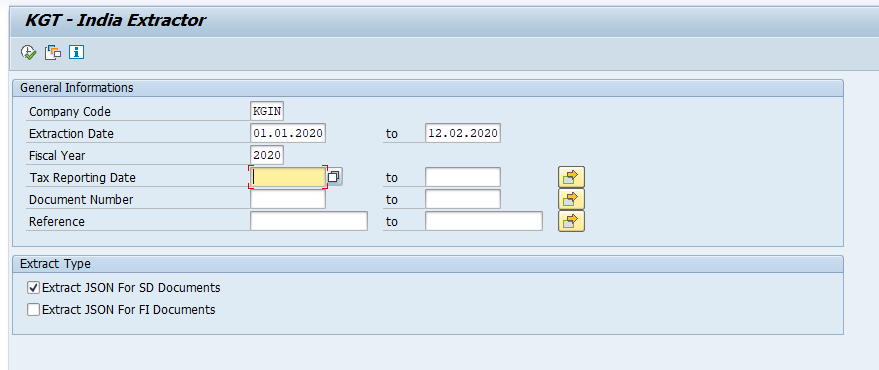 KGT - India Extractor
General Informations
Company Code KGIN
Extraction Date 01.01.2020 to 12.02.2020
Fiscal Year 2020
Tax Reporting Date to
Document Number to
Reference to
Extract Type
Extract JSON For SD Documents
Extract JSON For FI Documents